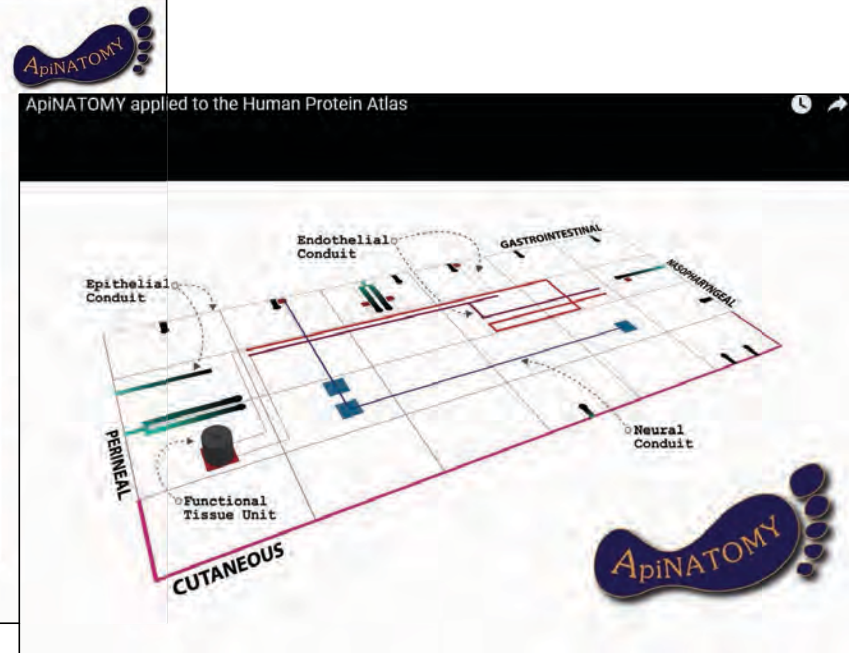 ApiNATOMY
ApiNATOMY applied to the Human Protein Atlas
Endothelial
Conduit
GASTROINTESTINAL
Epithelial
Conduit
NASOPHARYNGEAL
PERINEAL
Neural
Conduit
Functional
Tissue Unit
CUTANEOUS
ApiNATOMY